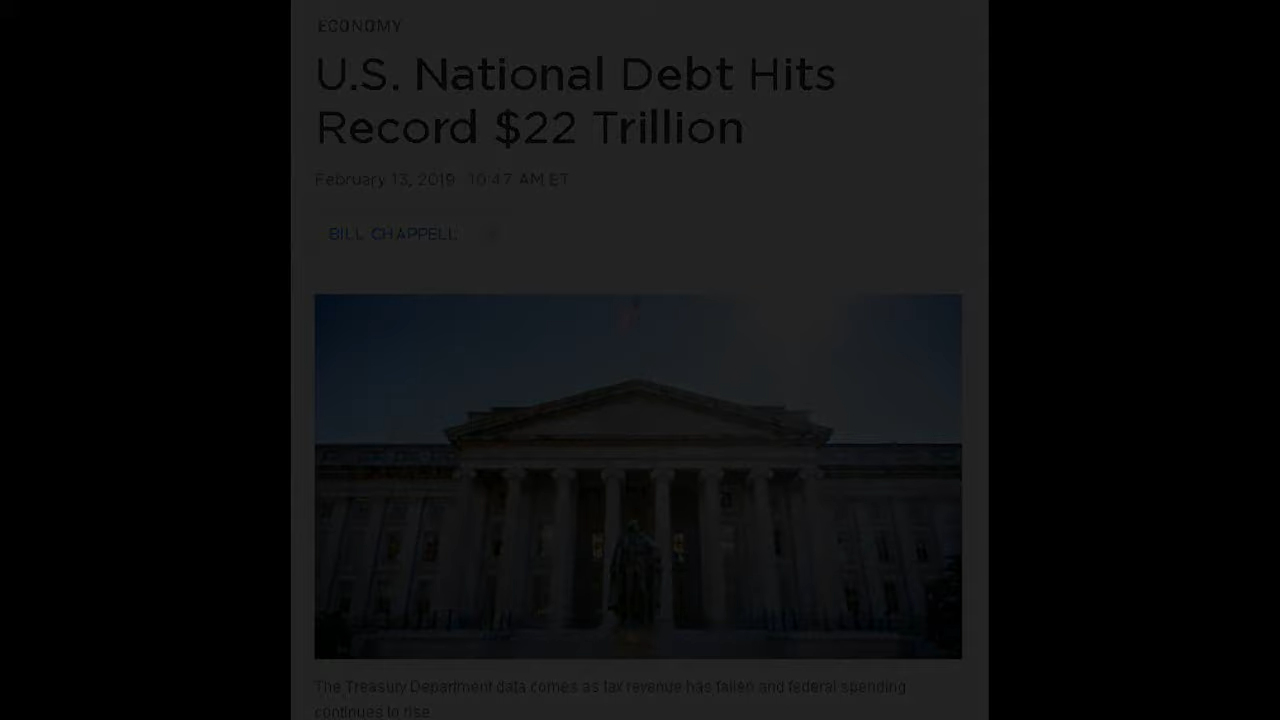 ECONOMY
U.S. National Debt Hits
Record $22 Trillion
February 13, 2019 · 10:47 AM ET
BILL CHAPPELL
The Treasury Department data comes as tax revenue has fallen and federal spending
continues to rise.